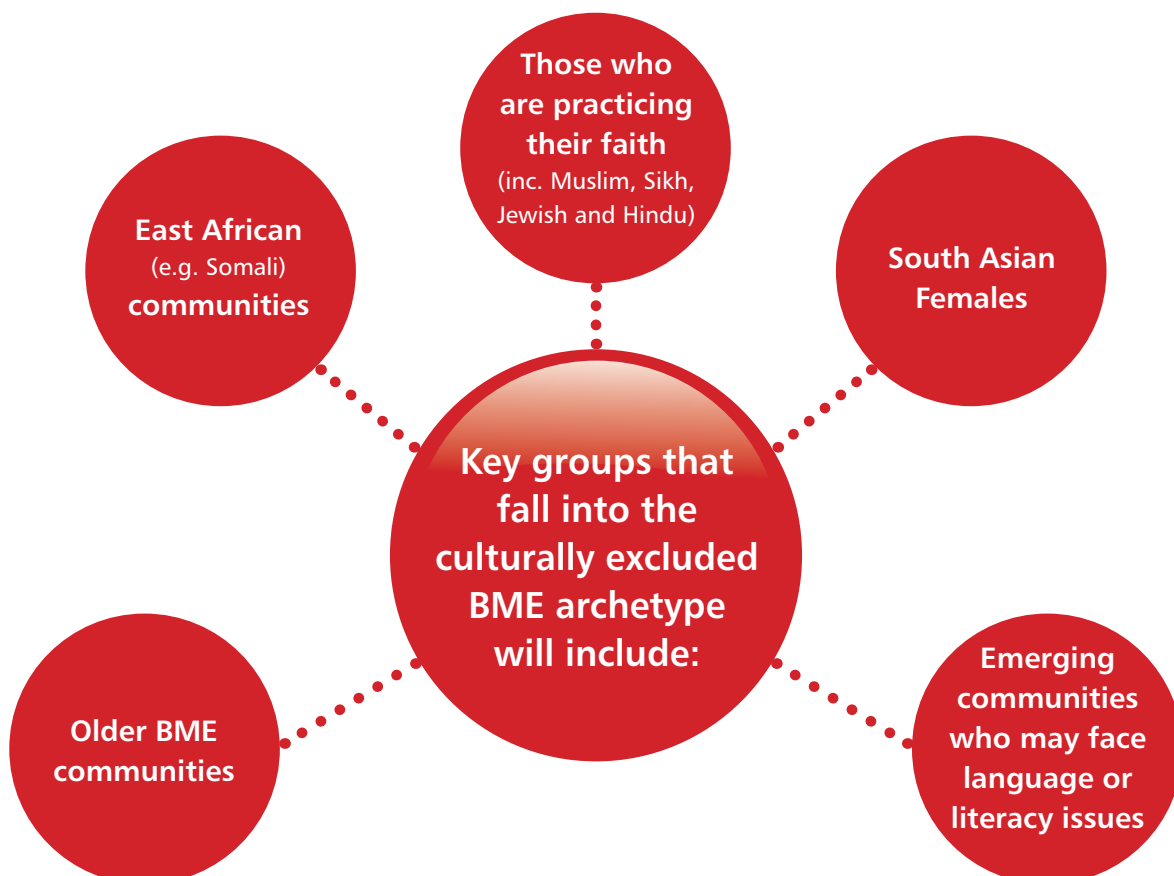 Those who
are practicing
their faith
(inc. Muslim, Sikh,
Jewish and Hindu)
East African
(e.g. Somali)
communities
South Asian
Females
Key groups that
fall into the
culturally excluded
BME archetype
will include:
Older BME
communities
Emerging
communities
who may face
language or
literacy issues